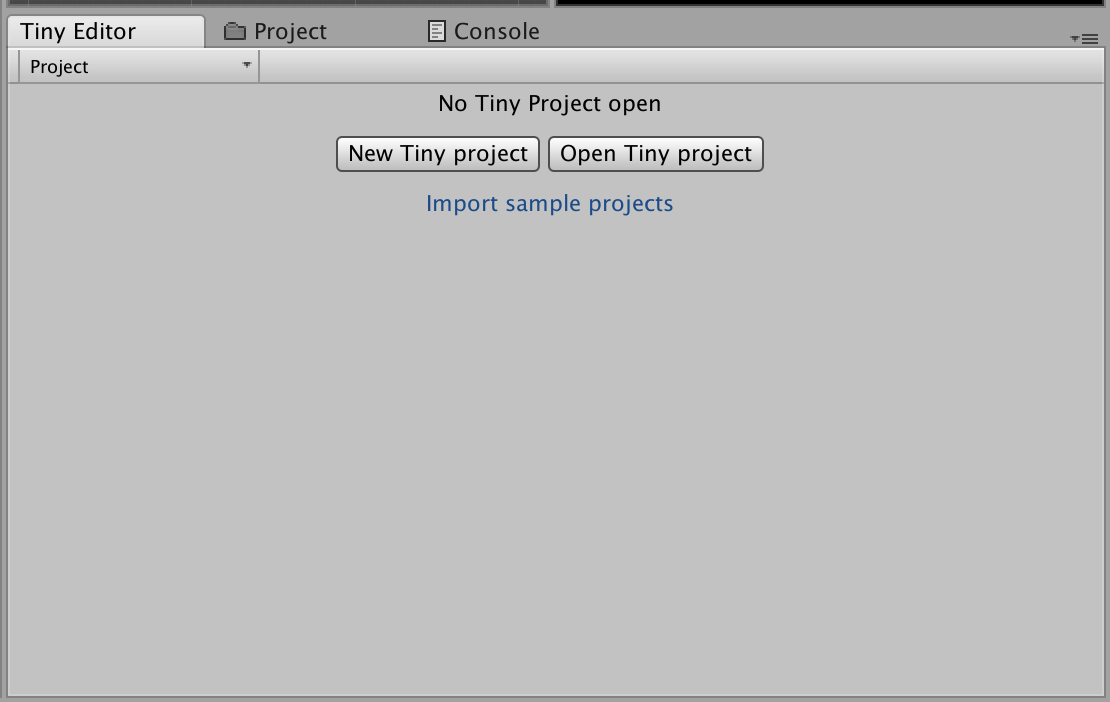 Tiny Editor Project Console
Project
No Tiny Project open
New Tiny project Open Tiny project
Import sample projects